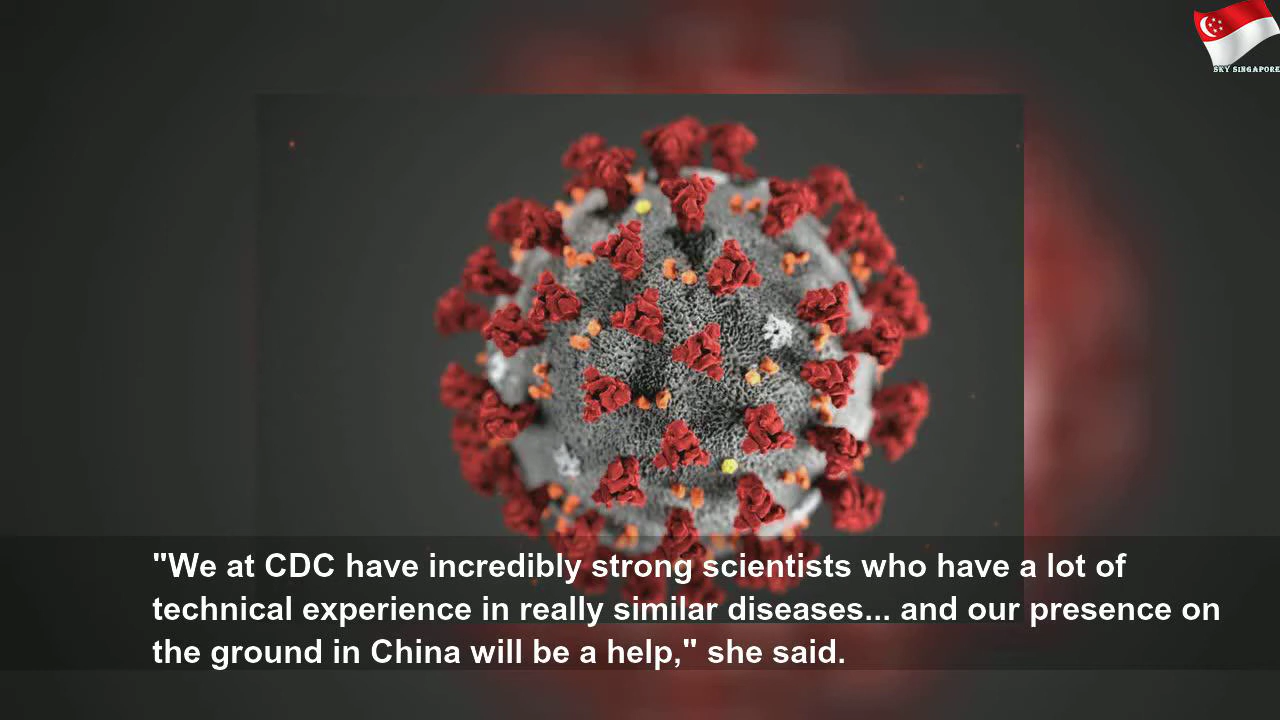 SKY SINGAPORE
"We at CDC have incredibly strong scientists who have a lot of
technical experience in really similar diseases... and our presence on
the ground in China will be a help," she said.